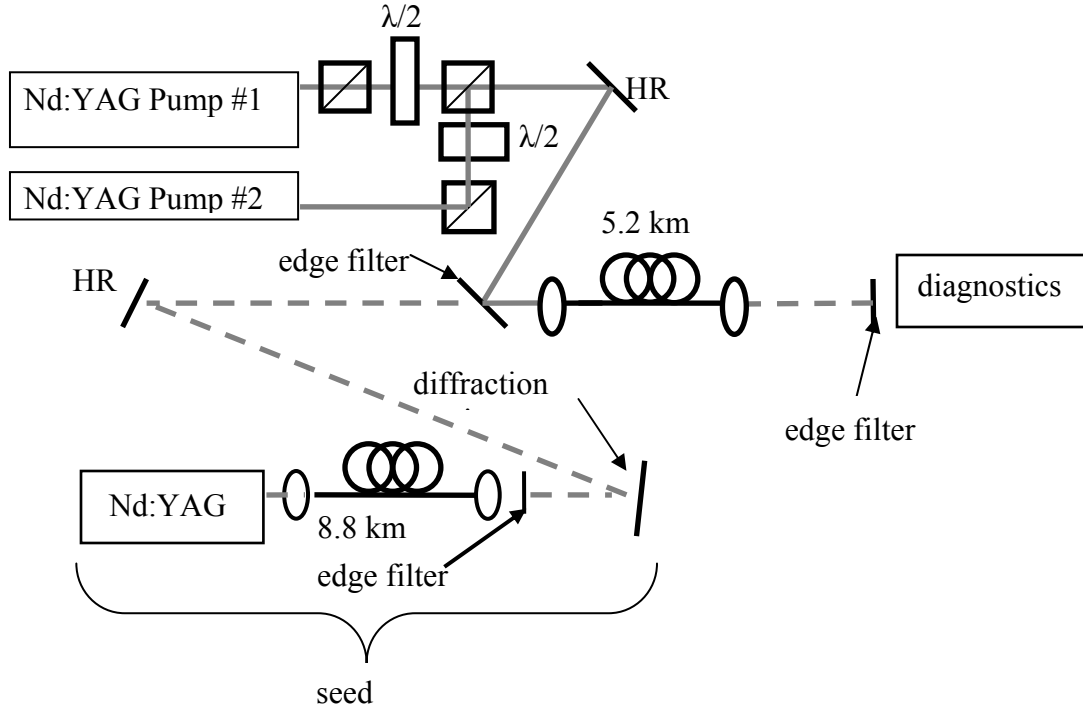 λ/2
HR
Nd:YAG Pump #1
λ/2
Nd:YAG Pump #2
5.2 km
edge filter
HR
diagnostics
diffraction
edge filter
Nd:YAG
8.8 km
edge filter
seed